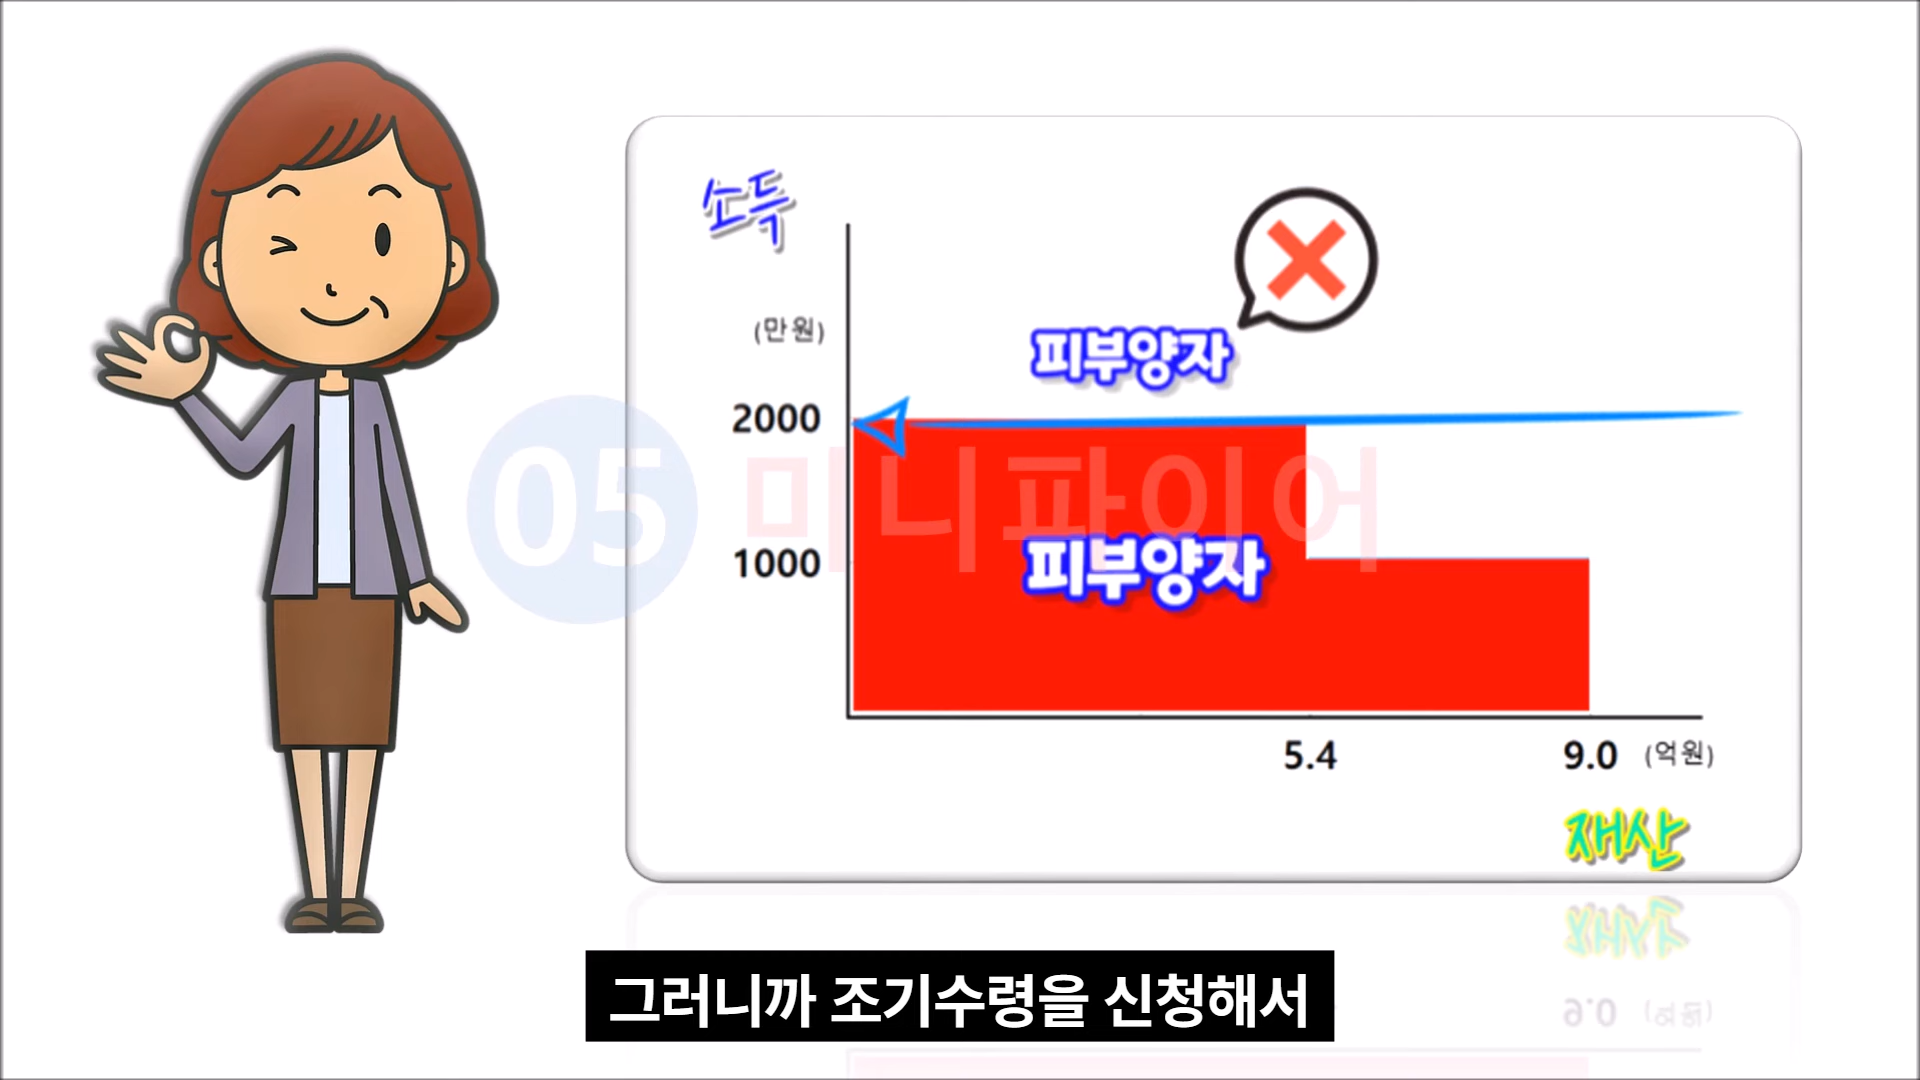 소득
(만원)
피부양자
2000
05 미니파이어
피부양자
1000
5.4
9.0 (억원)
재산
그러니까 조기수령을 신청해서